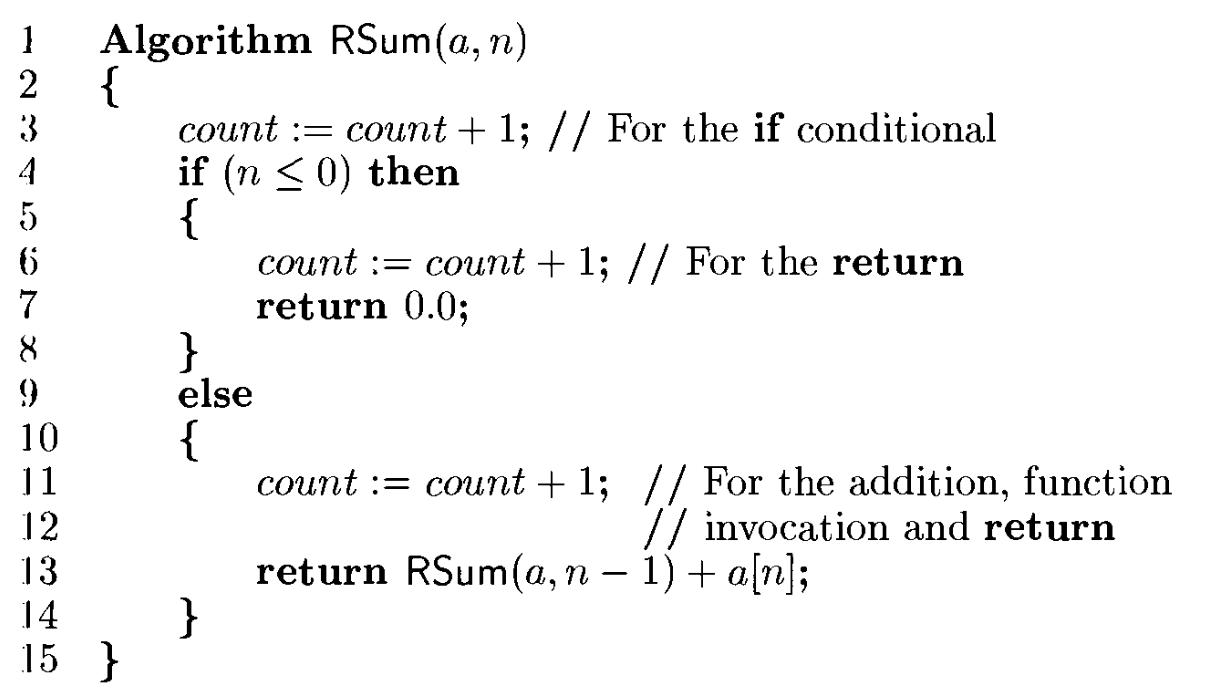 1 Algorithm RSum(a, n)
2 {
3 count := count + 1; // For the if conditional
4 if (n ≤ 0) then
5 {
6 count := count + 1; // For the return
7 return 0.0;
8 }
9 else
10 {
11 count := count + 1; // For the addition, function
12 // invocation and return
13 return RSum(a, n − 1) + a[n];
14 }
15 }